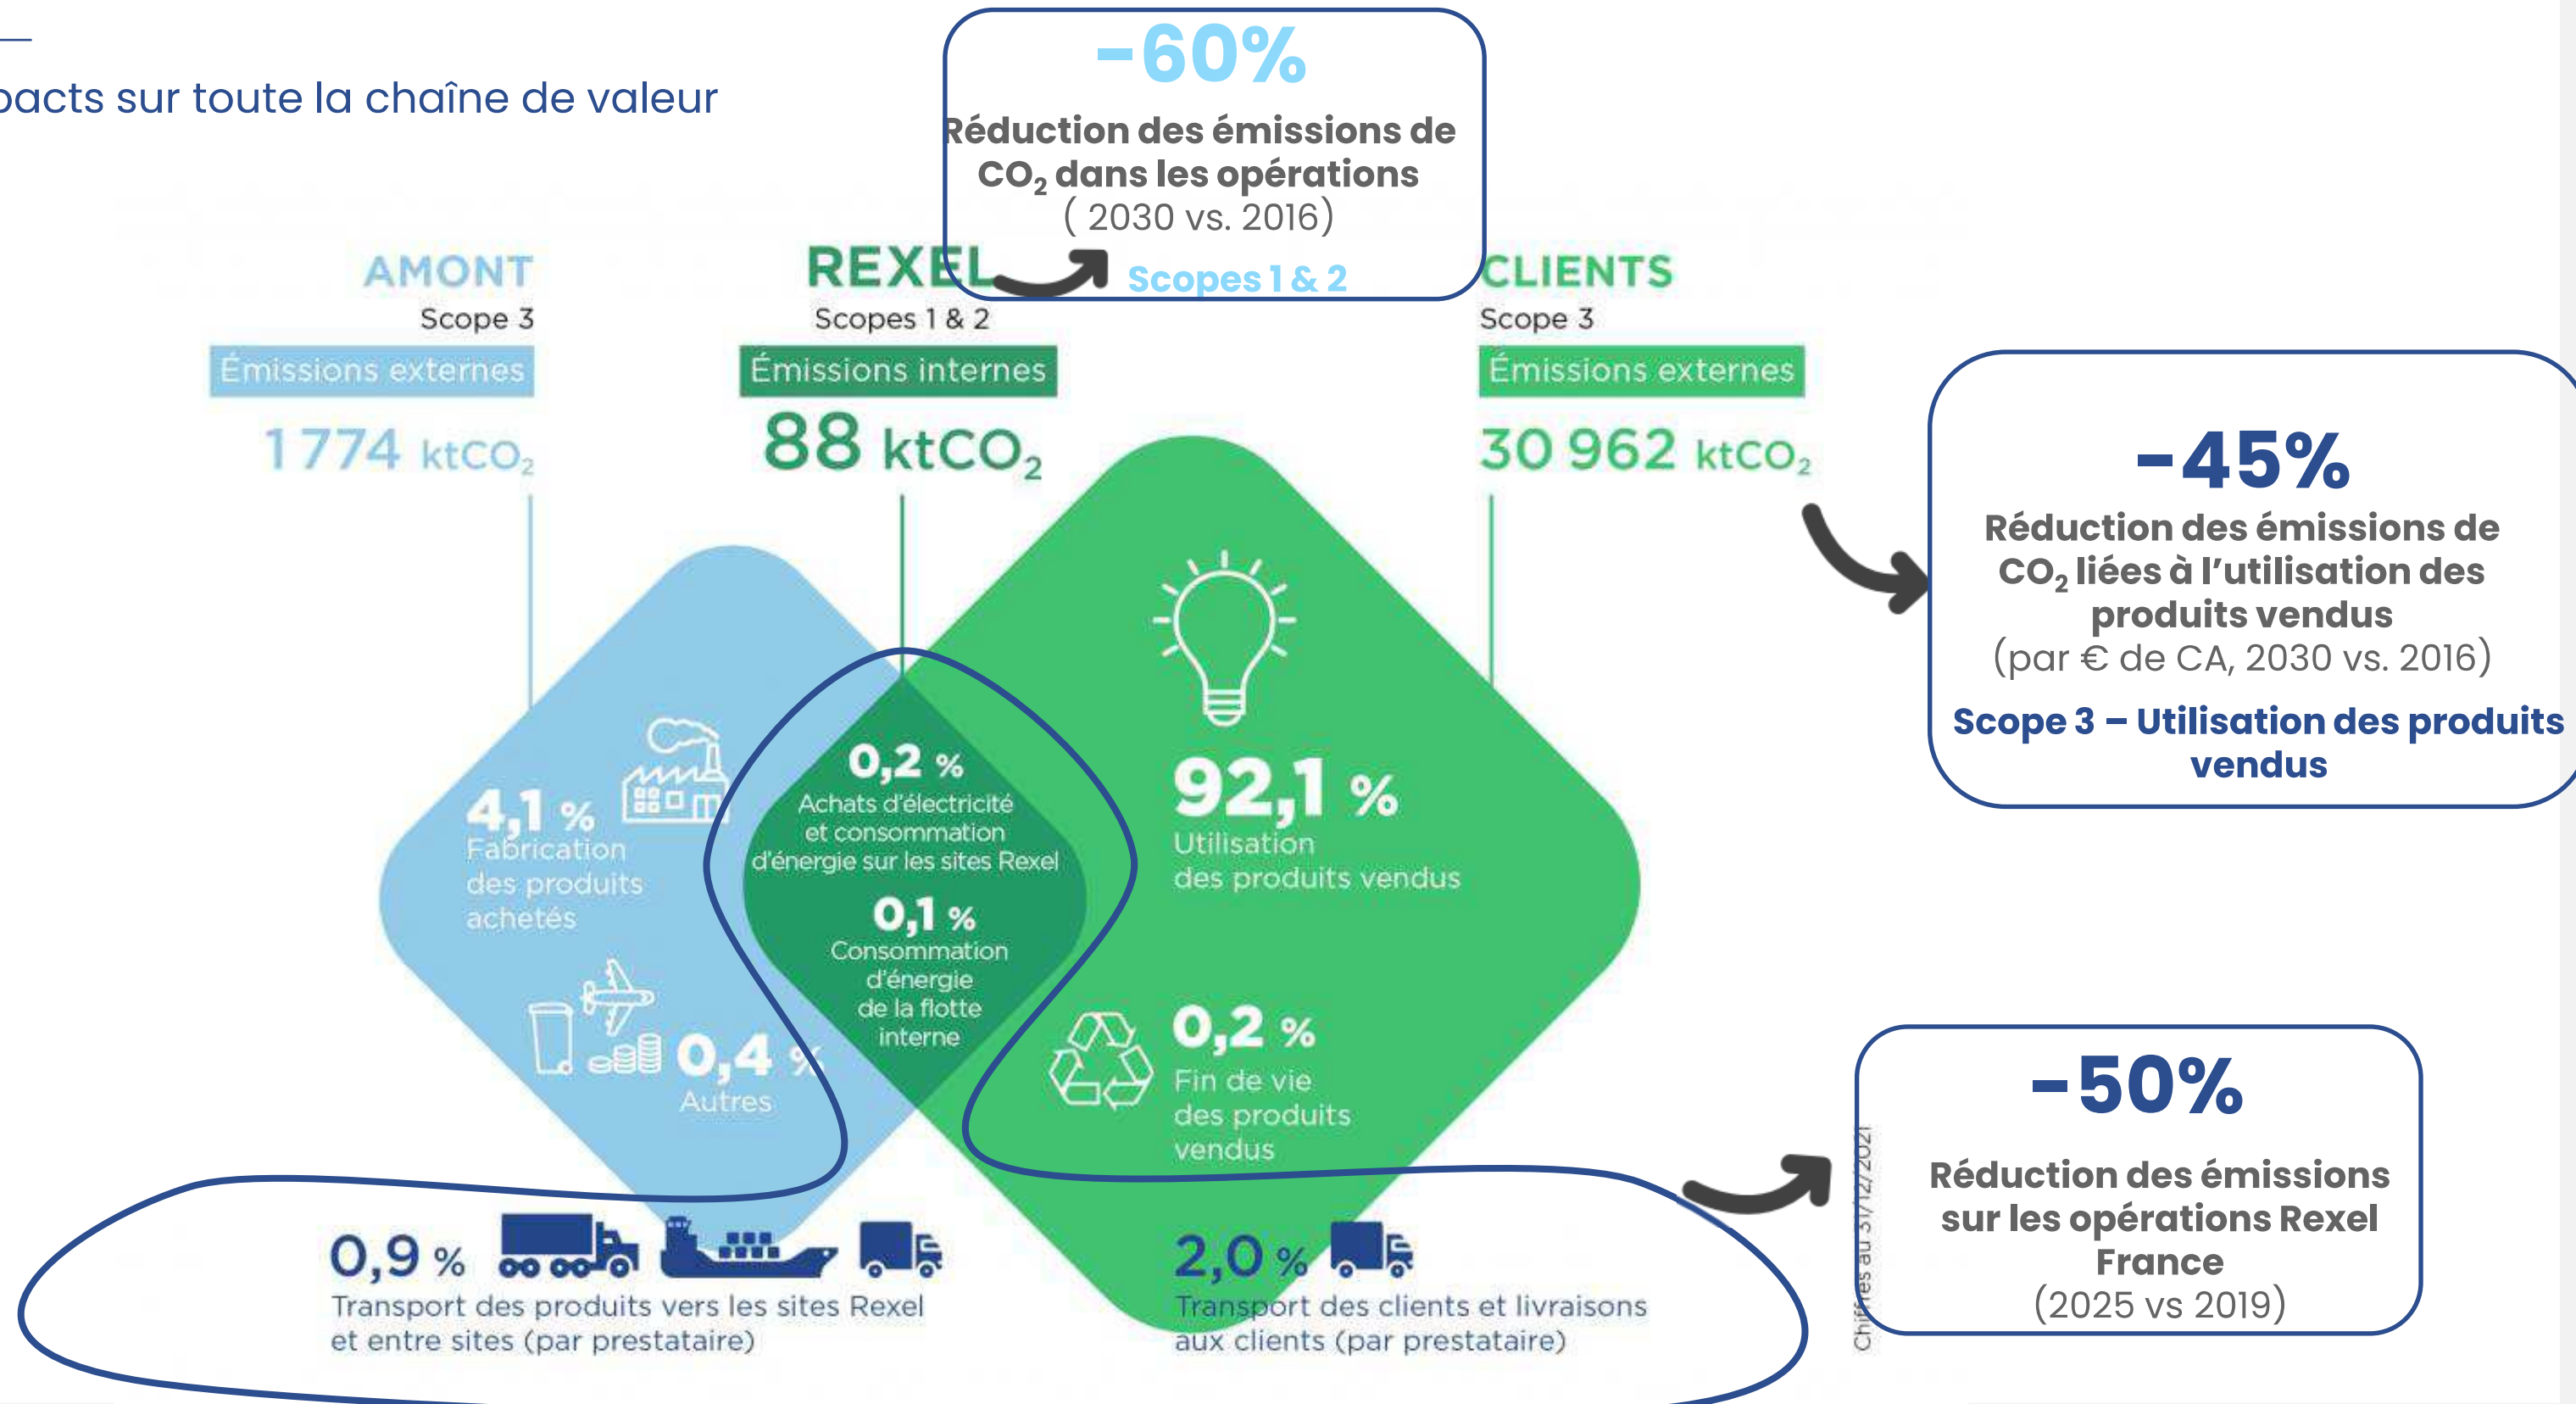 pacts sur toute la chaîne de valeur
-60%
Réduction des émissions de
CO₂ dans les opérations
( 2030 vs. 2016)
Scopes 1 & 2
AMONT
Scope 3
Émissions externes
1 774 ktCO₂
REXEL
Scopes 1 & 2
Émissions internes
88 ktCO₂
CLIENTS
Scope 3
Émissions externes
30 962 ktCO₂
-45%
Réduction des émissions de
CO₂ liées à l’utilisation des
produits vendus
(par € de CA, 2030 vs. 2016)
Scope 3 – Utilisation des produits
vendus
4,1 %
Fabrication
des produits
achetés
0,4 %
Autres
0,2 %
Achats d’électricité
et consommation
d’énergie sur les sites Rexel
0,1 %
Consommation
d’énergie
de la flotte
interne
92,1 %
Utilisation
des produits vendus
0,2 %
Fin de vie
des produits
vendus
0,9 %
Transport des produits vers les sites Rexel
et entre sites (par prestataire)
2,0 %
Transport des clients et livraisons
aux clients (par prestataire)
Chiffres au 31/12/2021
-50%
Réduction des émissions
sur les opérations Rexel
France
(2025 vs 2019)